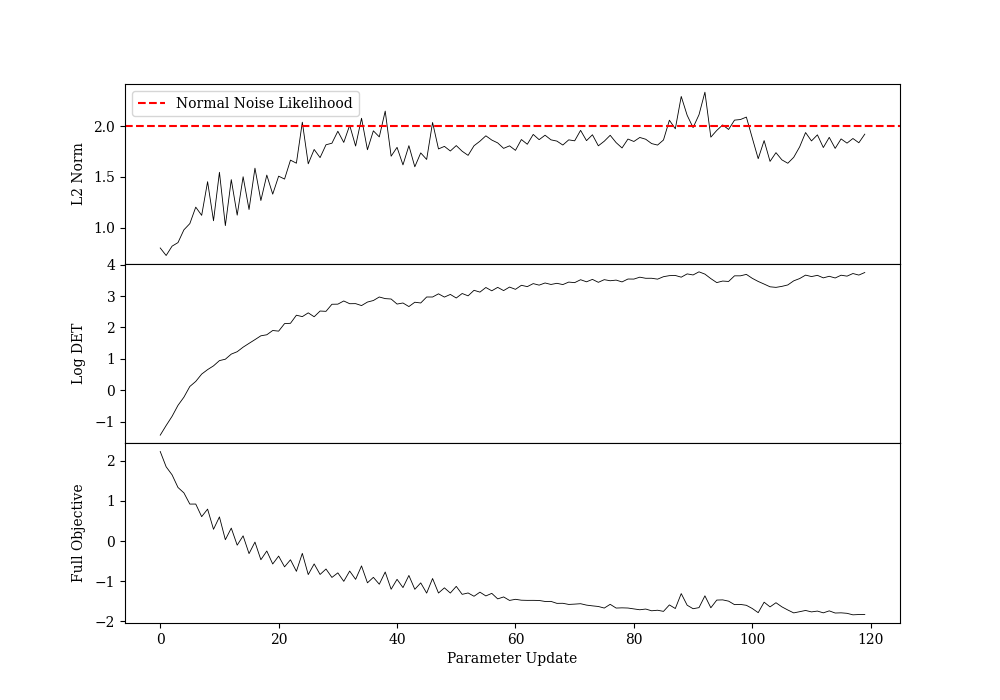 Normal Noise Likelihood
2.0
1.5
1.0
L2 Norm
4
3
2
1
0
−1
Log DET
2
1
0
−1
−2
Full Objective
0 20 40 60 80 100 120
Parameter Update